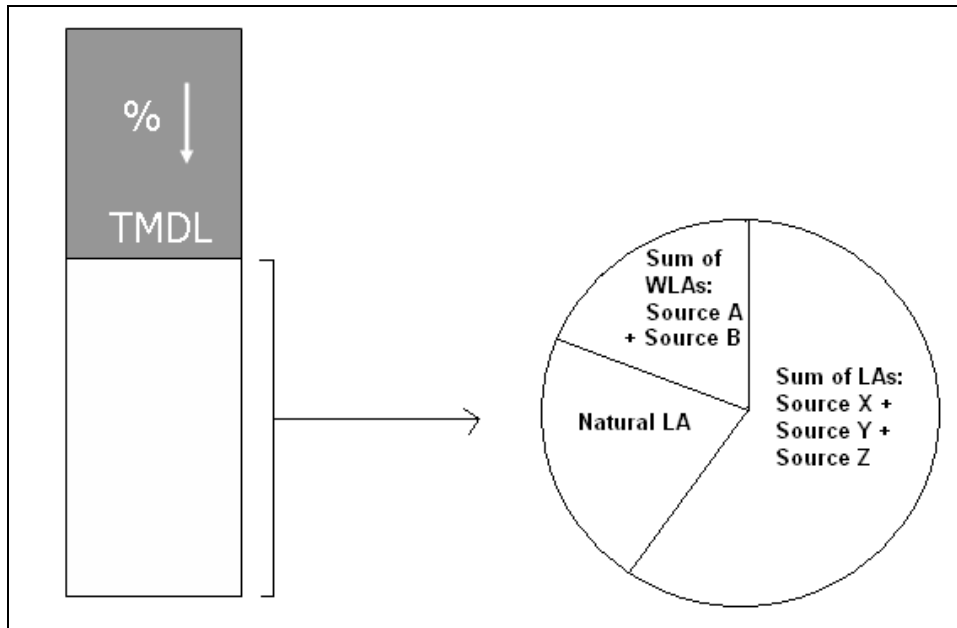 % ↓
TMDL
Sum of
WLAs:
Source A
+ Source B
Natural LA
Sum of LAs:
Source X +
Source Y +
Source Z